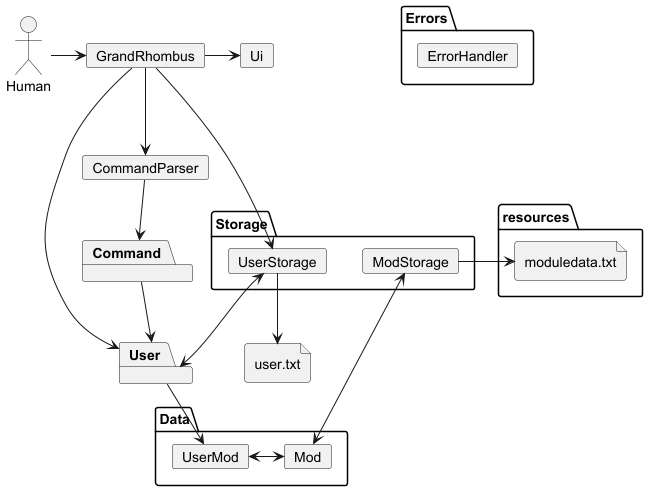 Errors
ErrorHandler
GrandRhombus
Ui
Human
CommandParser
Storage
resources
Command
UserStorage
ModStorage
moduledata.txt
User
user.txt
Data
UserMod
Mod